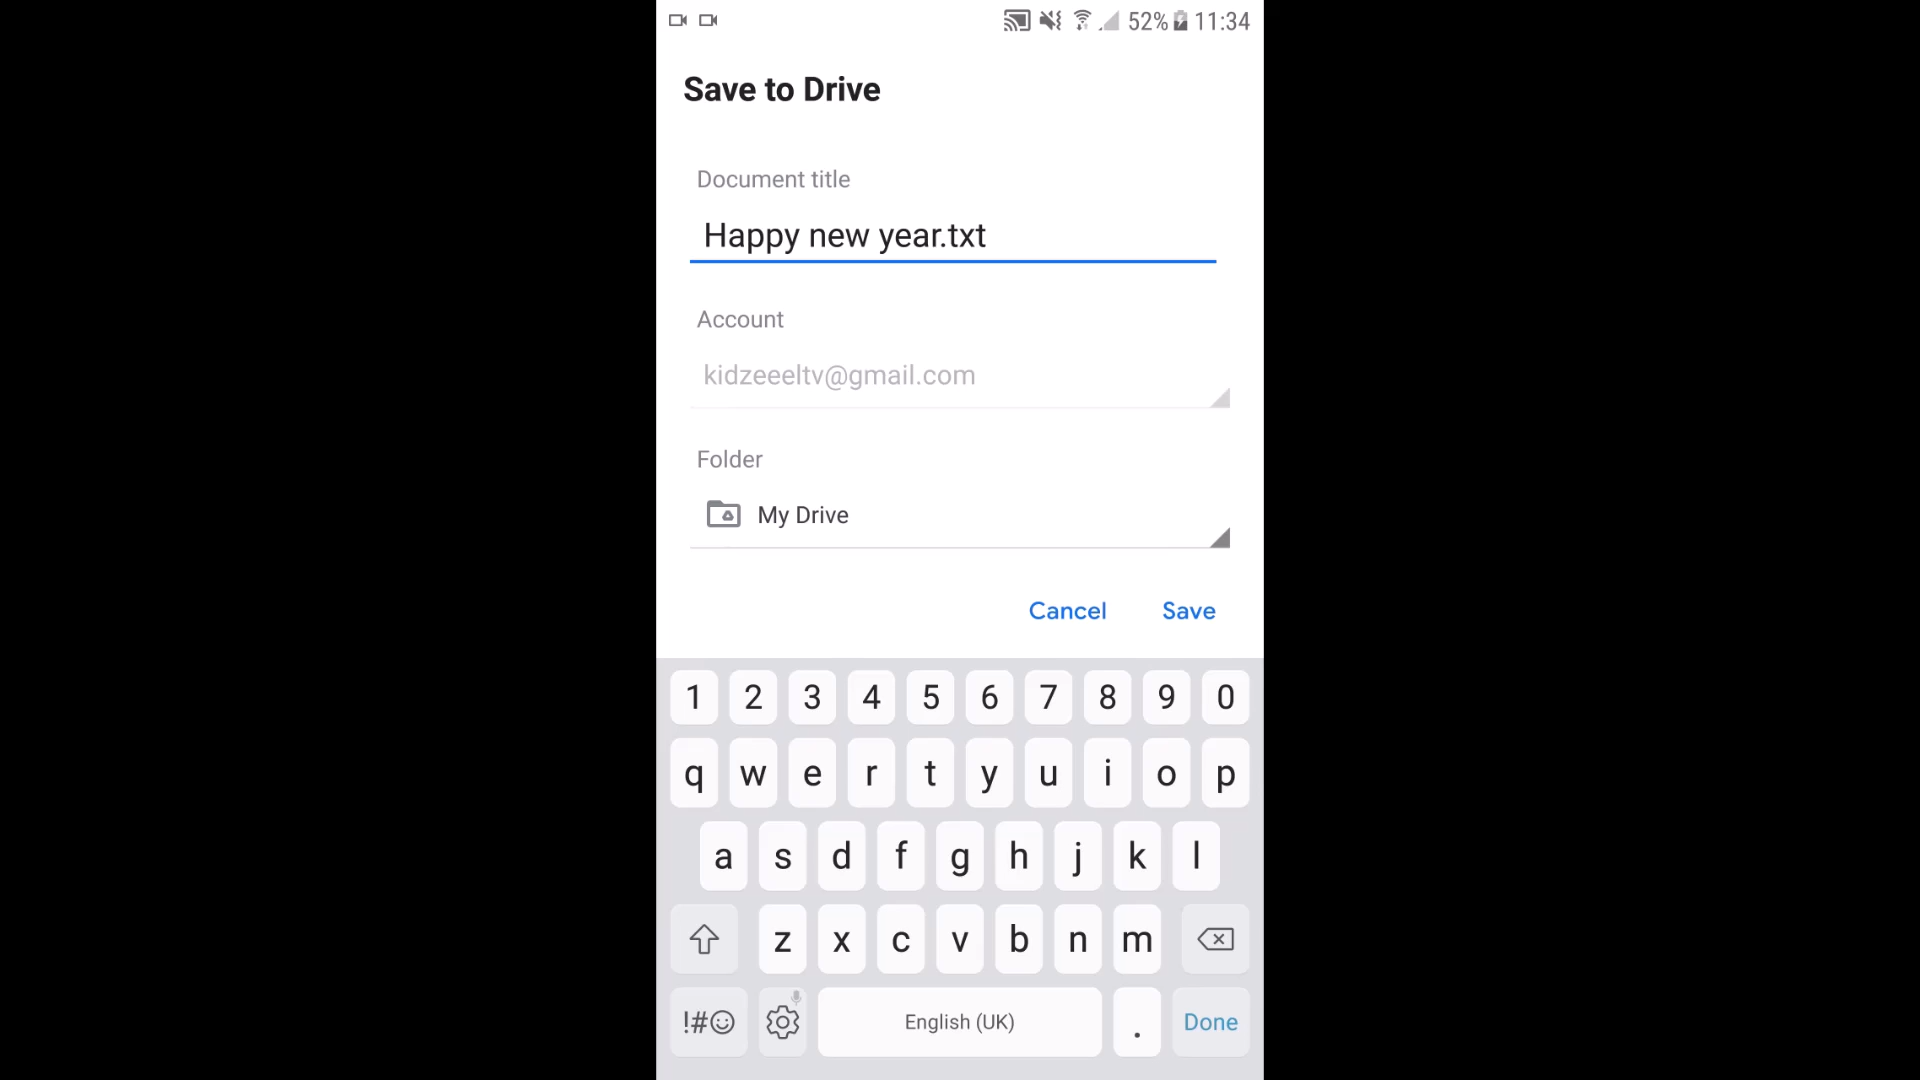 52% 11:34
Save to Drive
Document title
Happy new year.txt
Account
kidzeeeltv@gmail.com
Folder
My Drive
Cancel Save
1 2 3 4 5 6 7 8 9 0
q w e r t y u i o p
a s d f g h j k l
z x c v b n m
!#☺ English (UK) . Done